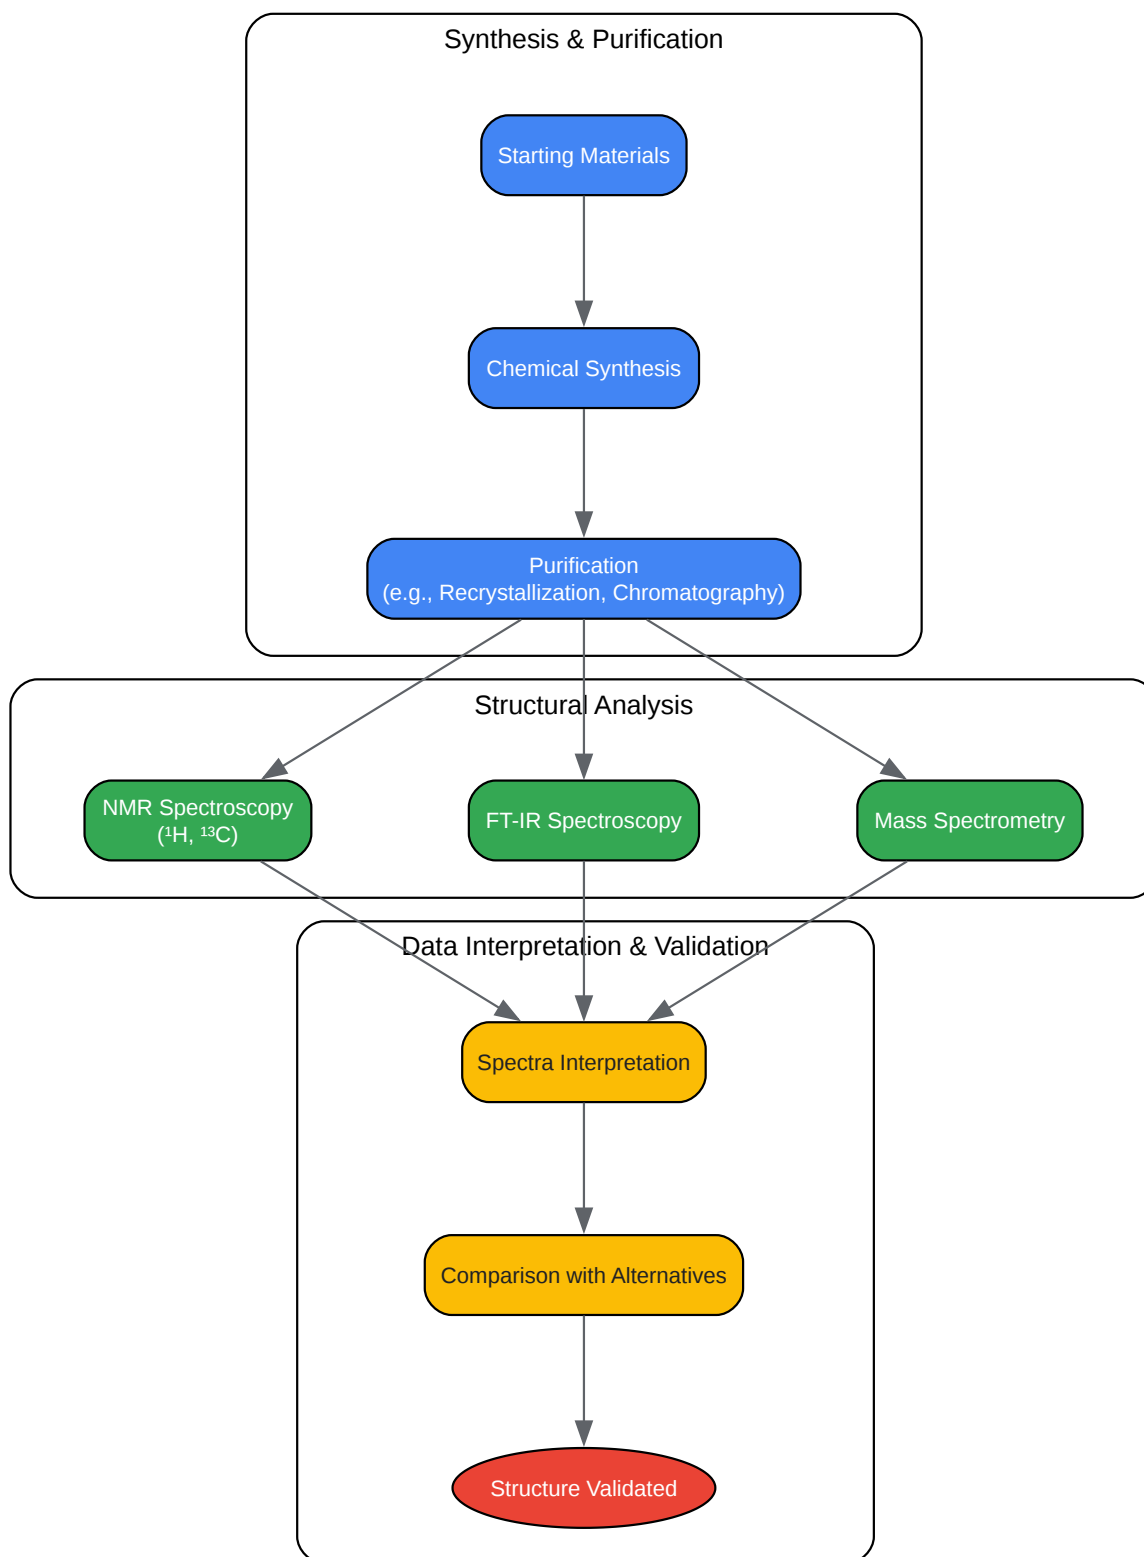 Synthesis & Purification
Starting Materials
Chemical Synthesis
Purification
(e.g., Recrystallization, Chromatography)
Structural Analysis
NMR Spectroscopy
(¹H, ¹³C)
FT-IR Spectroscopy
Mass Spectrometry
Data Interpretation & Validation
Spectra Interpretation
Comparison with Alternatives
Structure Validated